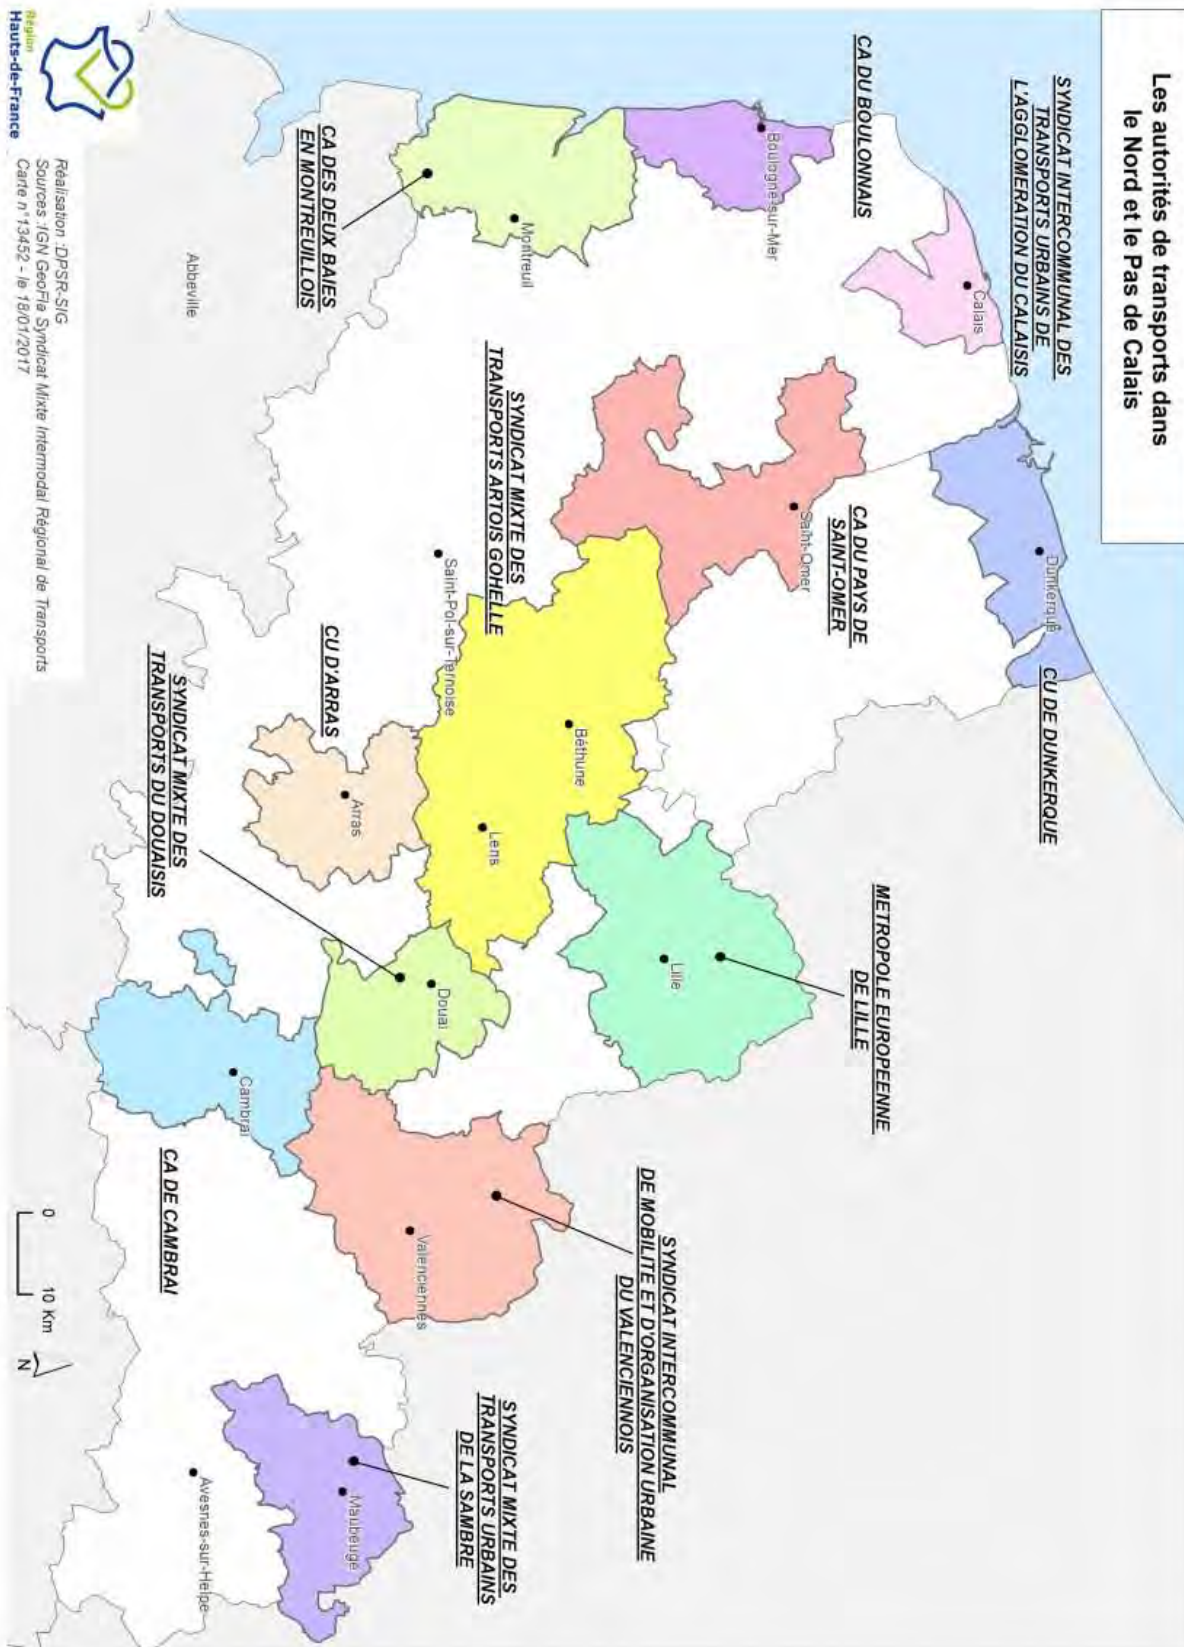 Les autorités de transports dans
le Nord et le Pas de Calais
SYNDICAT INTERCOMMUNAL DES
TRANSPORTS URBAINS DE
L'AGGLOMERATION DU CALAISIS
Calais
Dunkerque
CU DE DUNKERQUE
CA DU BOULONNAIS
Boulogne-sur-Mer
Saint-Omer
CA DU PAYS DE
SAINT-OMER
METROPOLE EUROPEENNE
DE LILLE
Lille
Montreuil
CA DES DEUX BAIES
EN MONTREUILLOIS
SYNDICAT MIXTE DES
TRANSPORTS ARTOIS GOHELLE
Béthune
Lens
Saint-Pol-sur-Ternoise
SYNDICAT INTERCOMMUNAL
DE MOBILITE ET D'ORGANISATION URBAINE
DU VALENCIENNOIS
Valenciennes
Douai
CU D'ARRAS
Arras
SYNDICAT MIXTE DES
TRANSPORTS URBAINS
DE LA SAMBRE
Maubeuge
Abbeville
SYNDICAT MIXTE DES
TRANSPORTS DU DOUAISIS
Cambrai
CA DE CAMBRAI
Avesnes-sur-Helpe
Région
Hauts-de-France
Réalisation :DPSR-SIG
Sources :IGN GeoFla Syndicat Mixte Intermodal Régional de Transports
Carte n°13452 - le 18/01/2017
0 10 Km
N